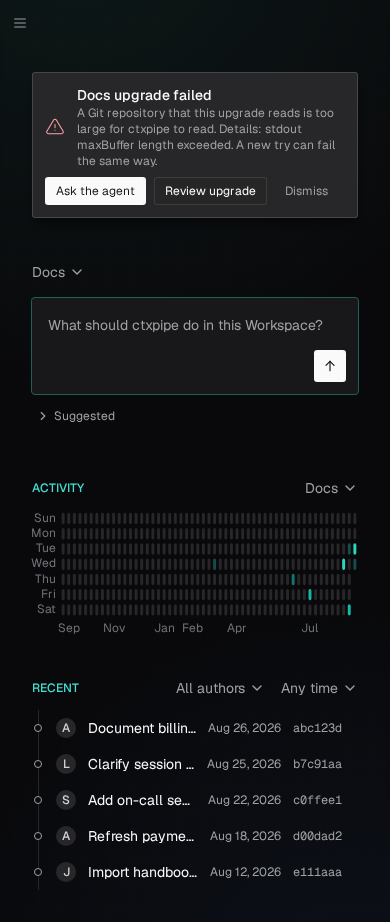 Docs upgrade failed
A Git repository that this upgrade reads is too
large for ctxpipe to read. Details: stdout
maxBuffer length exceeded. A new try can fail
the same way.
Ask the agent Review upgrade Dismiss
Docs
What should ctxpipe do in this Workspace?
Suggested
ACTIVITY Docs
Sun
Mon
Tue
Wed
Thu
Fri
Sat
Sep Nov Jan Feb Apr Jul
RECENT All authors Any time
A Document billin... Aug 26, 2026 abc123d
L Clarify session ... Aug 25, 2026 b7c91aa
S Add on-call se... Aug 22, 2026 c0ffee1
A Refresh payme... Aug 18, 2026 d00dad2
J Import handboo... Aug 12, 2026 e111aaa